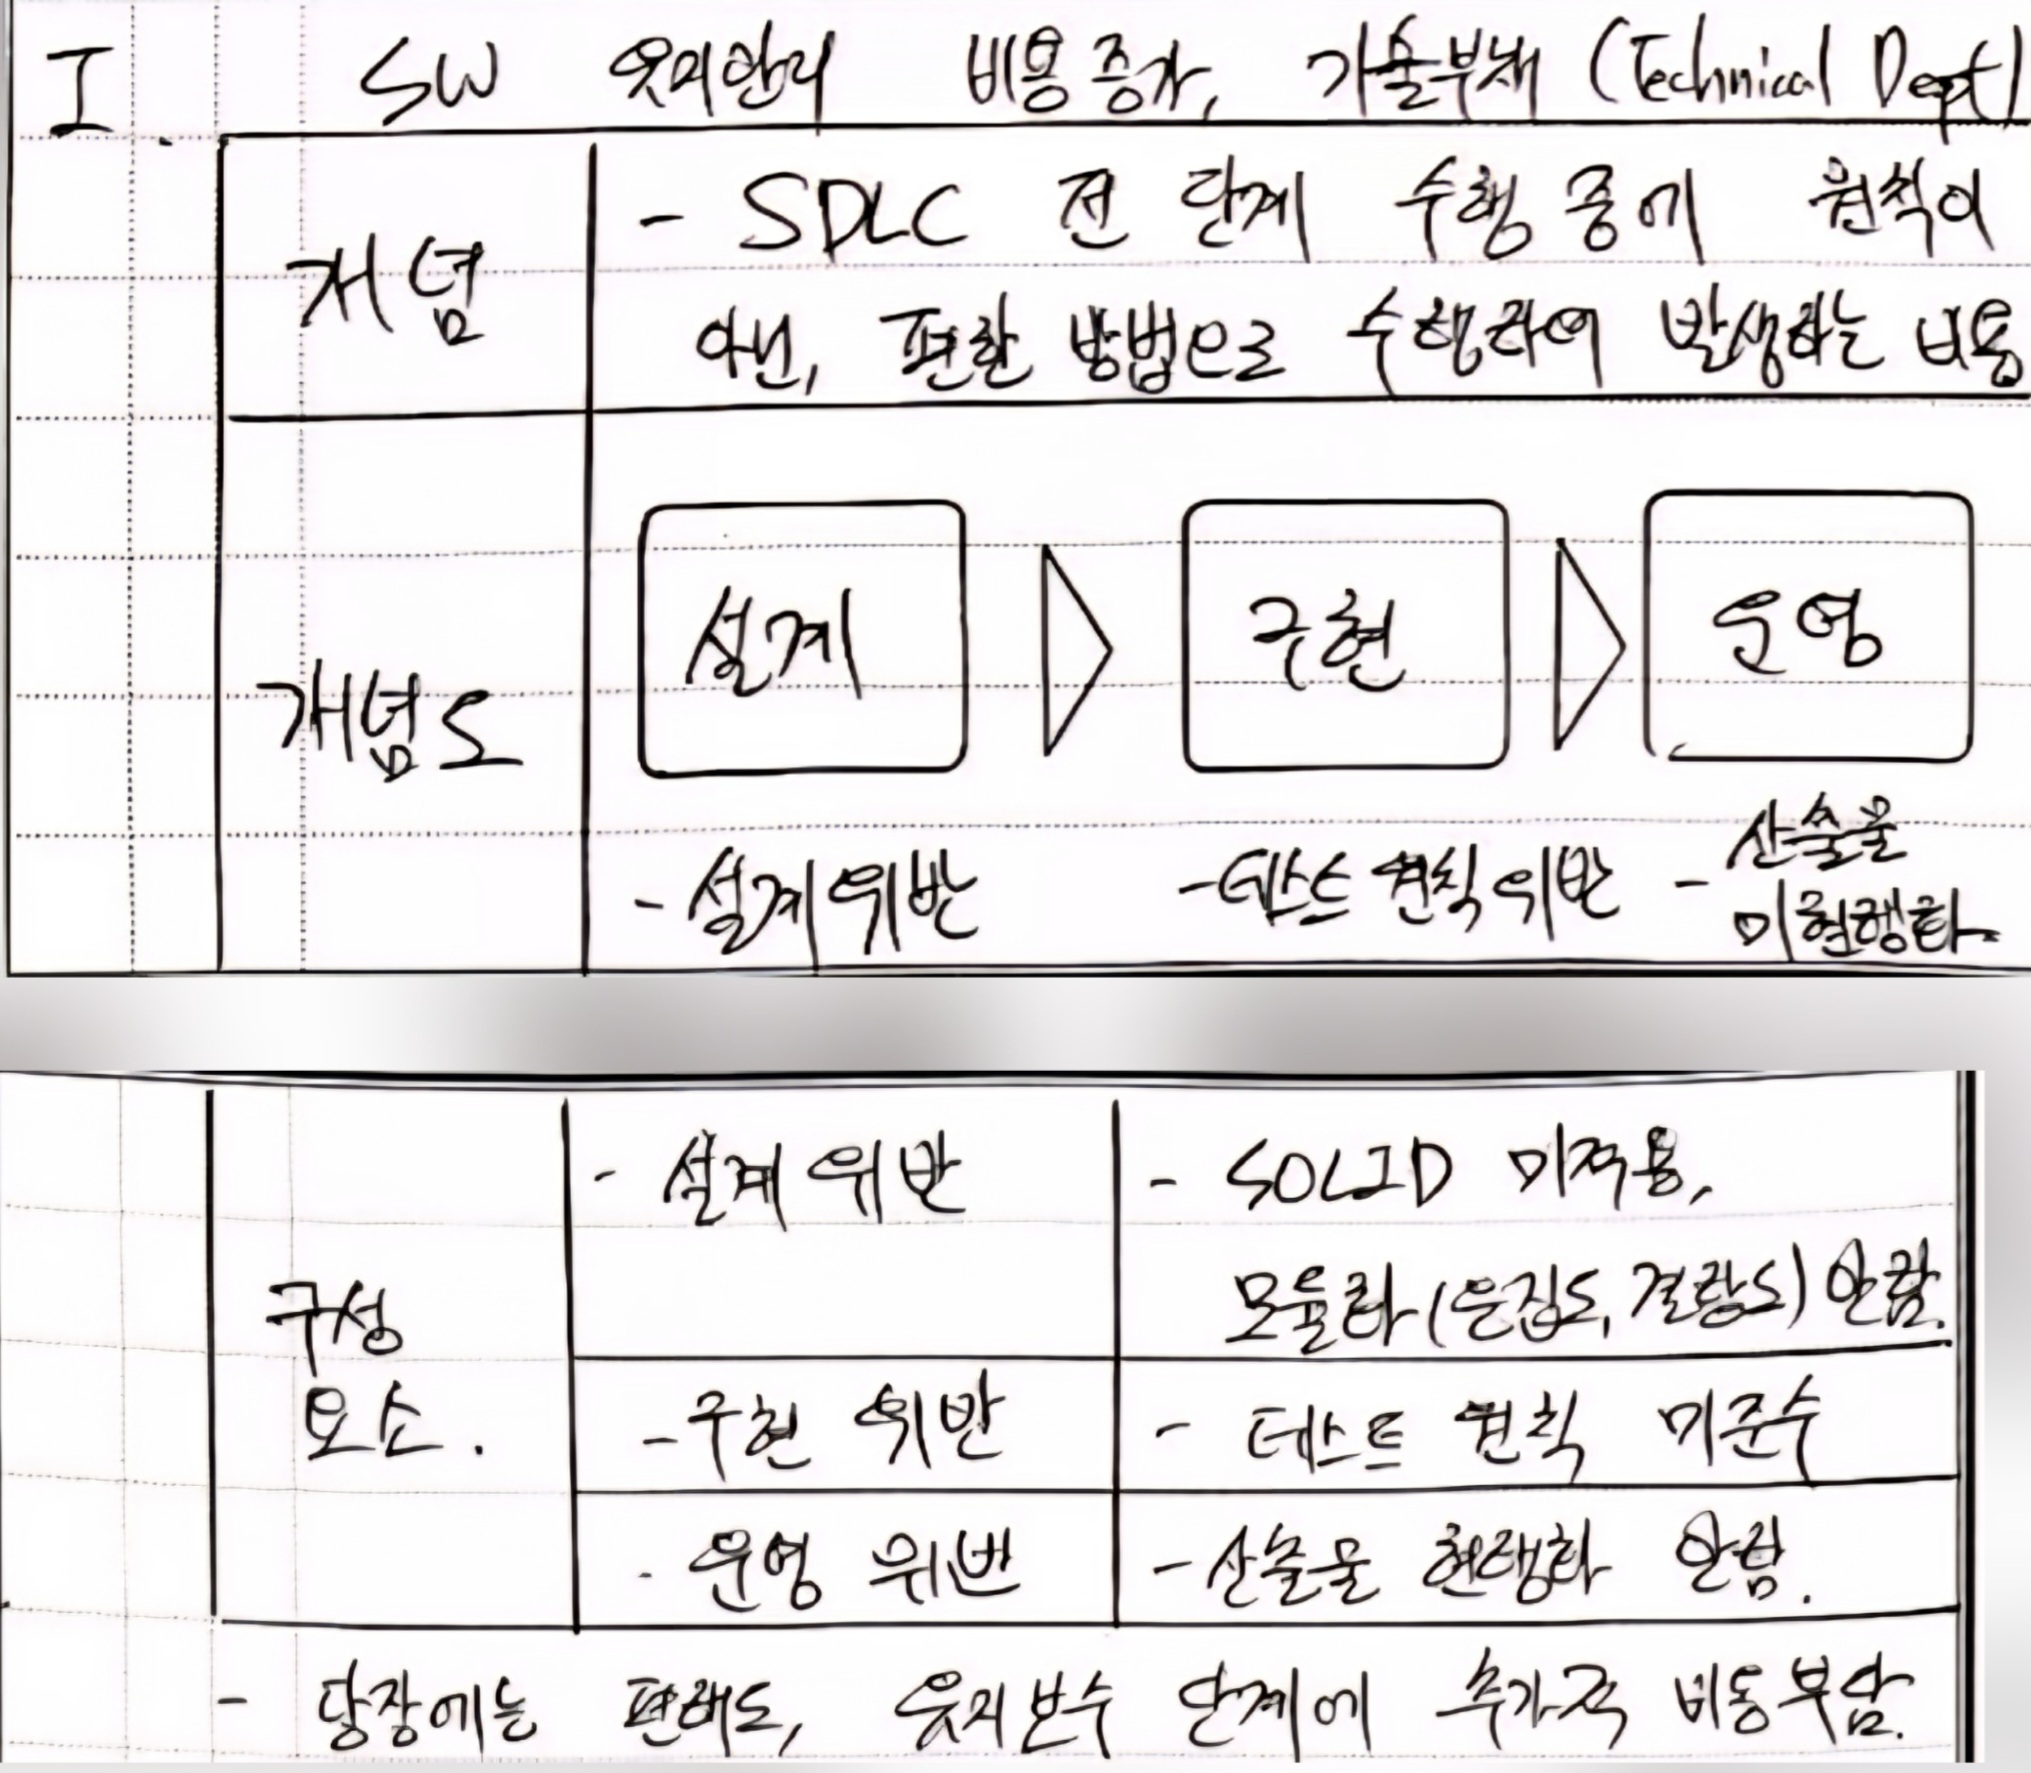 I. SW 유지관리 비용증가, 기술부채 (Technical Dept)
개념
- SDLC 전 단계 수행 중에 원칙이
아닌, 편한 방법으로 수행하여 발생하는 비용
개념도
설계 구현 운영
- 설계위반 - 테스트 원칙 위반 - 산출물
미현행화
구성
요소.
- 설계 위반
- SOLID 미적용,
모듈화(응집도, 결합도) 안함.
- 구현 위반
- 테스트 원칙 미준수
- 운영 위반
- 산출물 현행화 안함.
- 당장에는 편해도, 유지보수 단계에 추가적 비용부담.